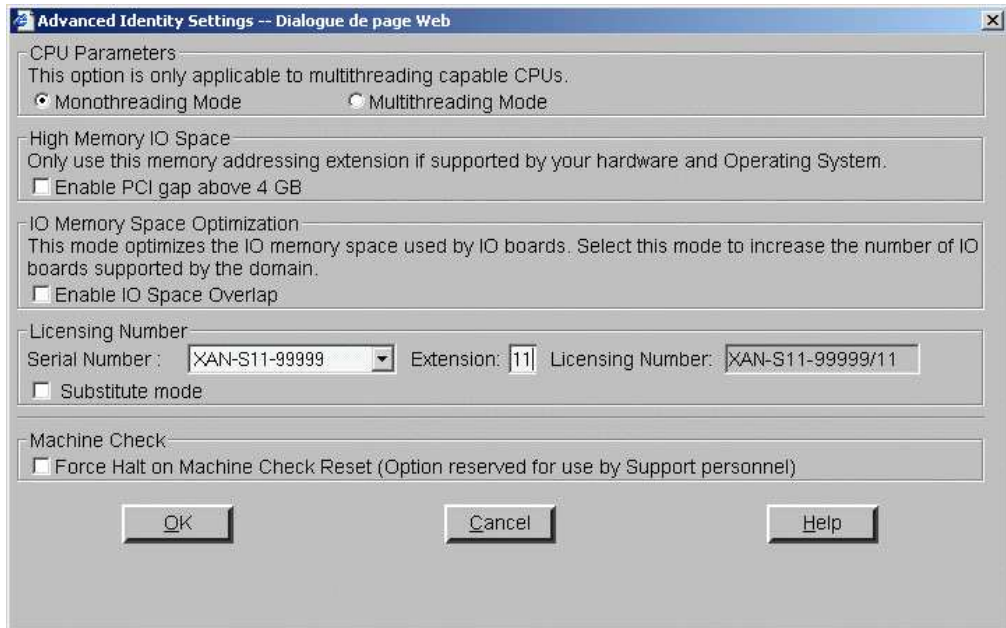 Advanced Identity Settings -- Dialogue de page Web
CPU Parameters
This option is only applicable to multithreading capable CPUs.
Monothreading Mode Multithreading Mode
High Memory IO Space
Only use this memory addressing extension if supported by your hardware and Operating System.
Enable PCI gap above 4 GB
IO Memory Space Optimization
This mode optimizes the IO memory space used by IO boards. Select this mode to increase the number of IO
boards supported by the domain.
Enable IO Space Overlap
Licensing Number
Serial Number : XAN-S11-99999 Extension: 11 Licensing Number: XAN-S11-99999/11
Substitute mode
Machine Check
Force Halt on Machine Check Reset (Option reserved for use by Support personnel)
OK Cancel Help